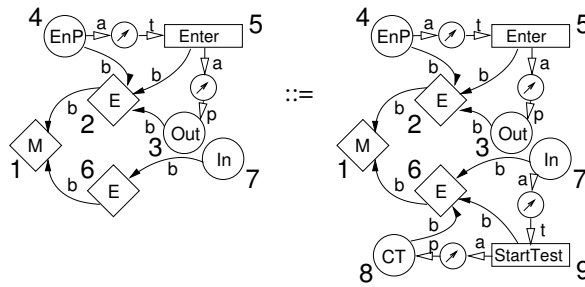 4 EnP a t Enter 5
b b a
E p
b 2 b 3 Out
1 M 6 In
b E b 7
::=
4 EnP a t Enter 5
b b a
E p
b 2 b 3 Out
1 M 6 In
b E b a 7
b b t
p a
8 CT StartTest 9